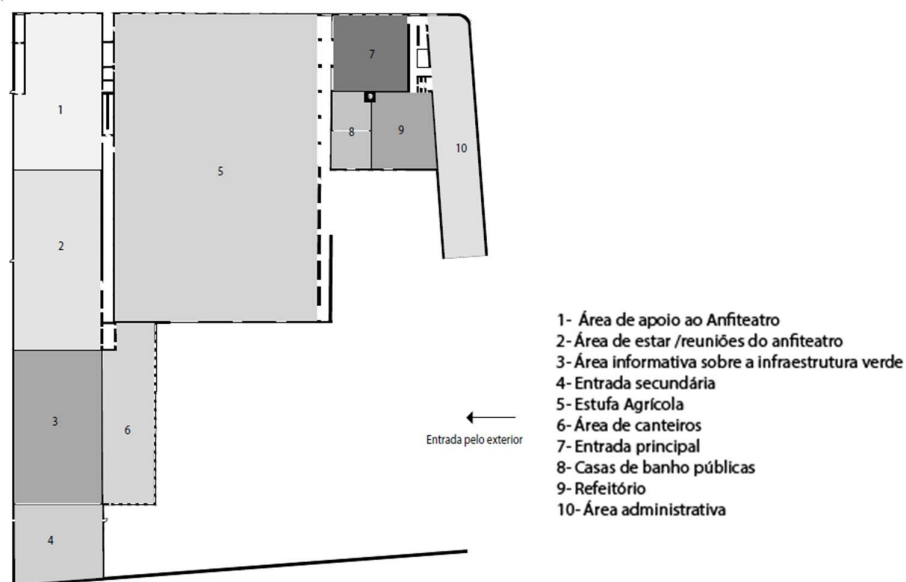 7
1
8
9
10
5
2
3
6
4
Entrada pelo exterior
1- Área de apoio ao Anfiteatro
2- Área de estar /reuniões do anfiteatro
3- Área informativa sobre a infraestrutura verde
4- Entrada secundária
5- Estufa Agrícola
6- Área de canteiros
7- Entrada principal
8- Casas de banho públicas
9- Refeitório
10- Área administrativa